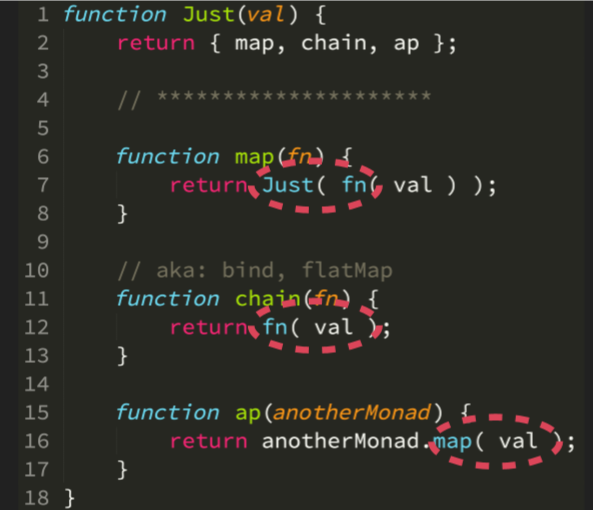 1 function Just(val) {
2     return { map, chain, ap };
3
4     // *********************
5
6     function map(fn) {
7         return Just( fn( val ) );
8     }
9
10     // aka: bind, flatMap
11     function chain(fn) {
12         return fn( val );
13     }
14
15     function ap(anotherMonad) {
16         return anotherMonad.map( val );
17     }
18 }